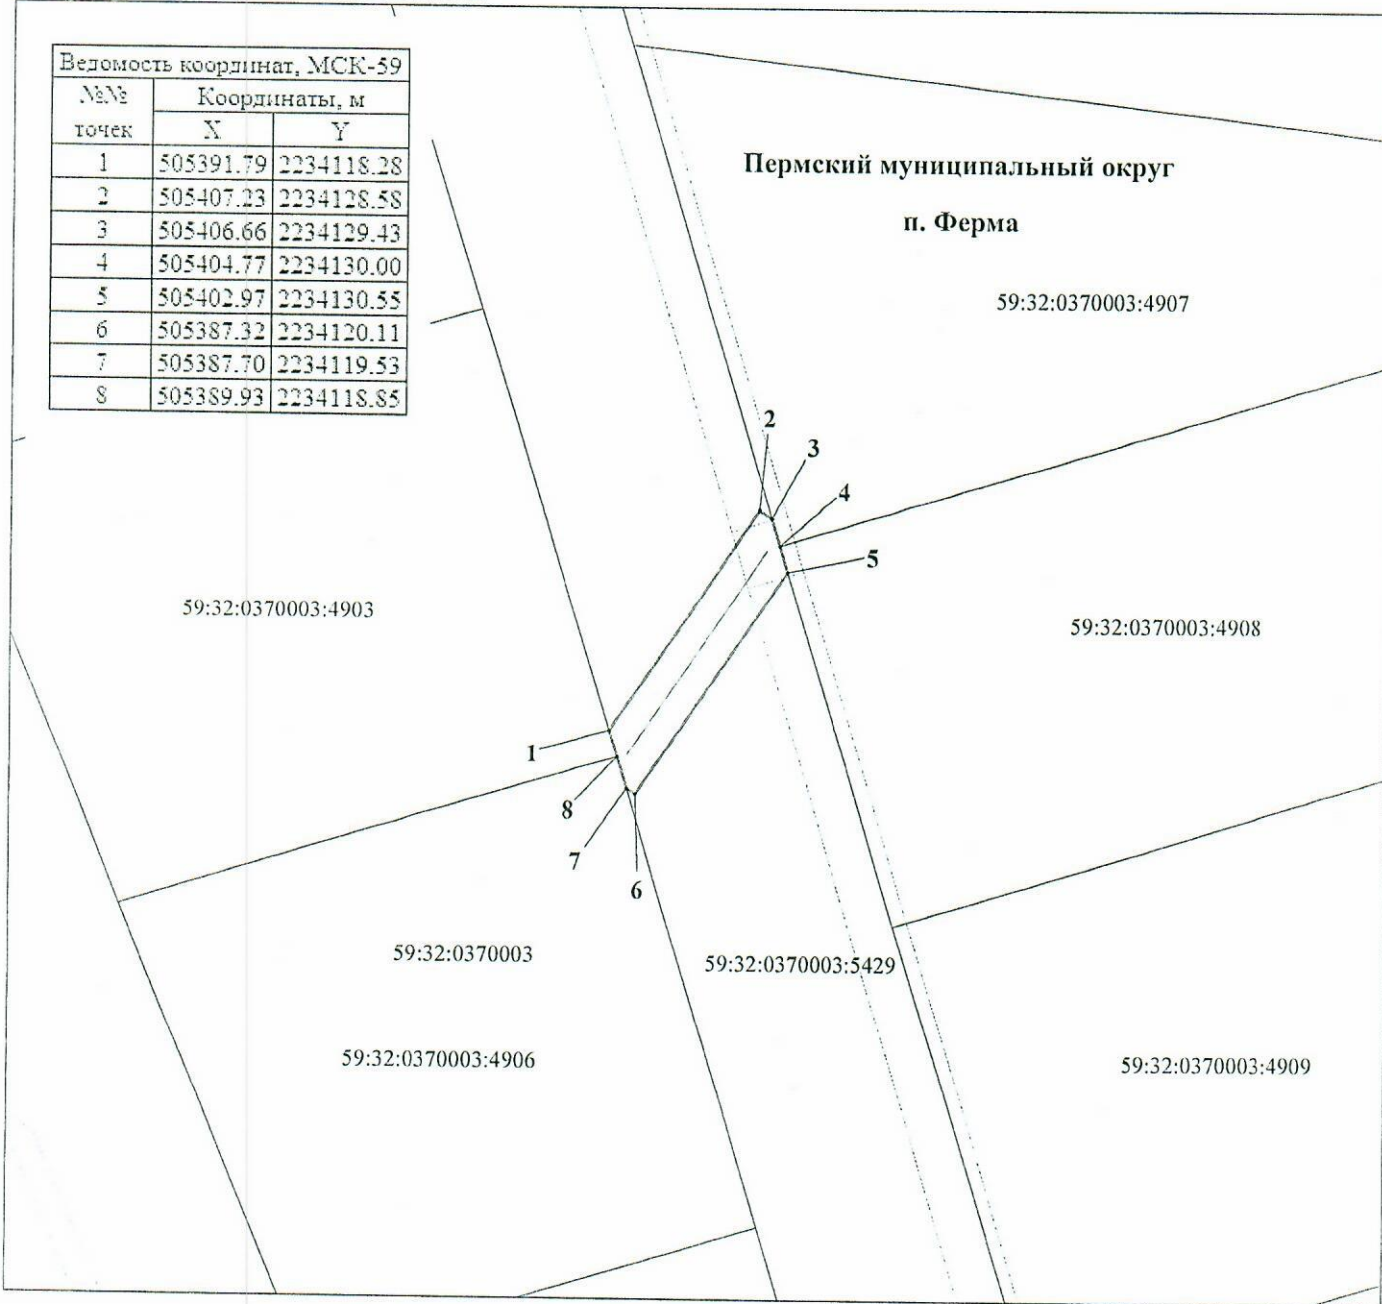 Ведомость координат, МСК-59
№№ точек Координаты, м
X Y
1 505391.79 2234118.28
2 505407.23 2234128.58
3 505406.66 2234129.43
4 505404.77 2234130.00
5 505402.97 2234130.55
6 505387.32 2234120.11
7 505387.70 2234119.53
8 505389.93 2234118.85
Пермский муниципальный округ
п. Ферма
59:32:0370003:4907
2
3
4
5
59:32:0370003:4903
59:32:0370003:4908
1
8
7
6
59:32:0370003
59:32:0370003:5429
59:32:0370003:4906
59:32:0370003:4909